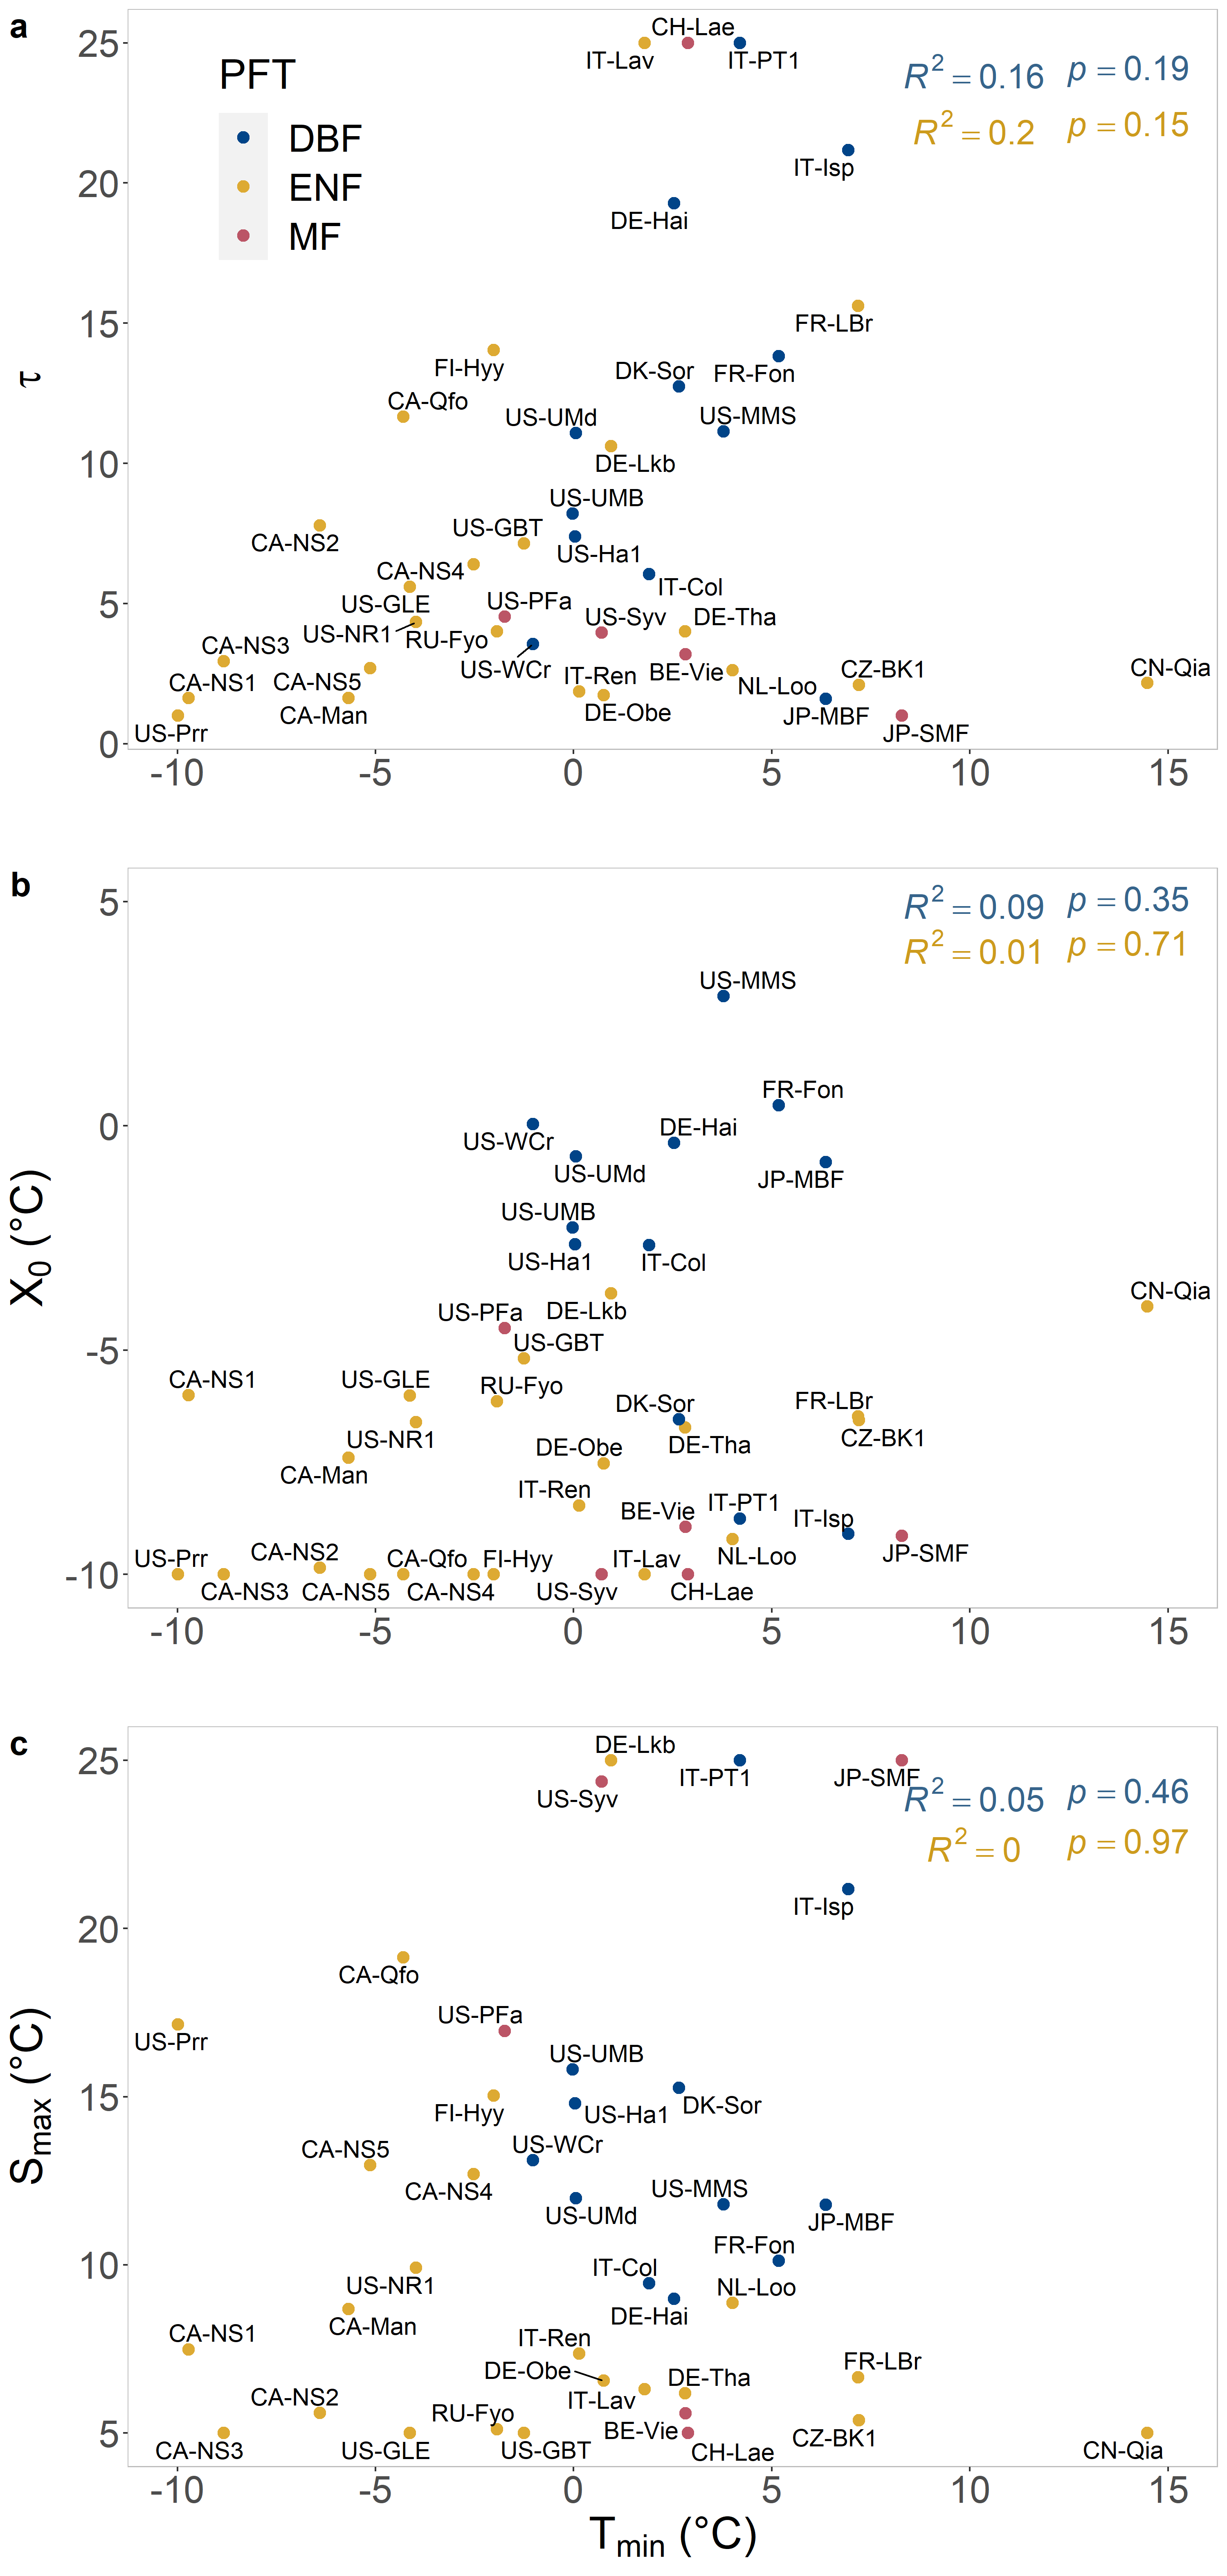 a
25
20
15
10
5
0
τ
PFT
DBF
ENF
MF
R² = 0.16 p = 0.19
R² = 0.2 p = 0.15
CH-Lae
IT-Lav
IT-PT1
IT-Isp
DE-Hai
FR-LBr
FI-Hyy
DK-Sor
FR-Fon
CA-Qfo
US-UMd
US-MMS
DE-Lkb
US-UMB
US-GBT
CA-NS2
US-Ha1
CA-NS4
IT-Col
US-GLE
US-PFa
US-Syv
DE-Tha
US-NR1
RU-Fyo
CA-NS3
US-WCr
BE-Vie
CZ-BK1
CN-Qia
CA-NS1
CA-NS5
IT-Ren
NL-Loo
CA-Man
DE-Obe
JP-MBF
US-Prr
JP-SMF
-10 -5 0 5 10 15
b
5
0
-5
-10
X₀ (°C)
R² = 0.09 p = 0.35
R² = 0.01 p = 0.71
US-MMS
FR-Fon
DE-Hai
US-WCr
US-UMd
JP-MBF
US-UMB
US-Ha1
IT-Col
CN-Qia
DE-Lkb
US-PFa
US-GBT
CA-NS1
US-GLE
RU-Fyo
DK-Sor
FR-LBr
US-NR1
DE-Tha
CZ-BK1
DE-Obe
CA-Man
IT-Ren
IT-PT1
BE-Vie
IT-Isp
JP-SMF
NL-Loo
CA-NS2
US-Prr
CA-Qfo
FI-Hyy
IT-Lav
CA-NS3
CA-NS5
CA-NS4
US-Syv
CH-Lae
-10 -5 0 5 10 15
c
25
20
15
10
5
Sₘₐₓ (°C)
DE-Lkb
IT-PT1
JP-SMF
US-Syv
R² = 0.05 p = 0.46
R² = 0 p = 0.97
IT-Isp
CA-Qfo
US-PFa
US-Prr
US-UMB
DK-Sor
FI-Hyy
US-Ha1
US-WCr
CA-NS5
CA-NS4
US-MMS
US-UMd
JP-MBF
FR-Fon
IT-Col
US-NR1
NL-Loo
DE-Hai
CA-Man
CA-NS1
IT-Ren
FR-LBr
DE-Obe
DE-Tha
CA-NS2
IT-Lav
RU-Fyo
BE-Vie
CZ-BK1
CA-NS3
US-GLE
US-GBT
CH-Lae
CN-Qia
-10 -5 0 5 10 15
Tₘᵢₙ (°C)